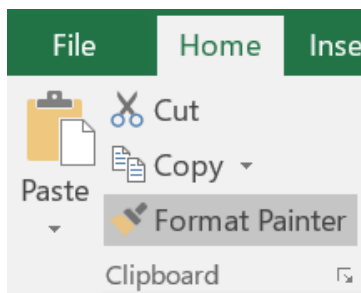 File Home Inse
Cut
Copy
Paste
Format Painter
Clipboard